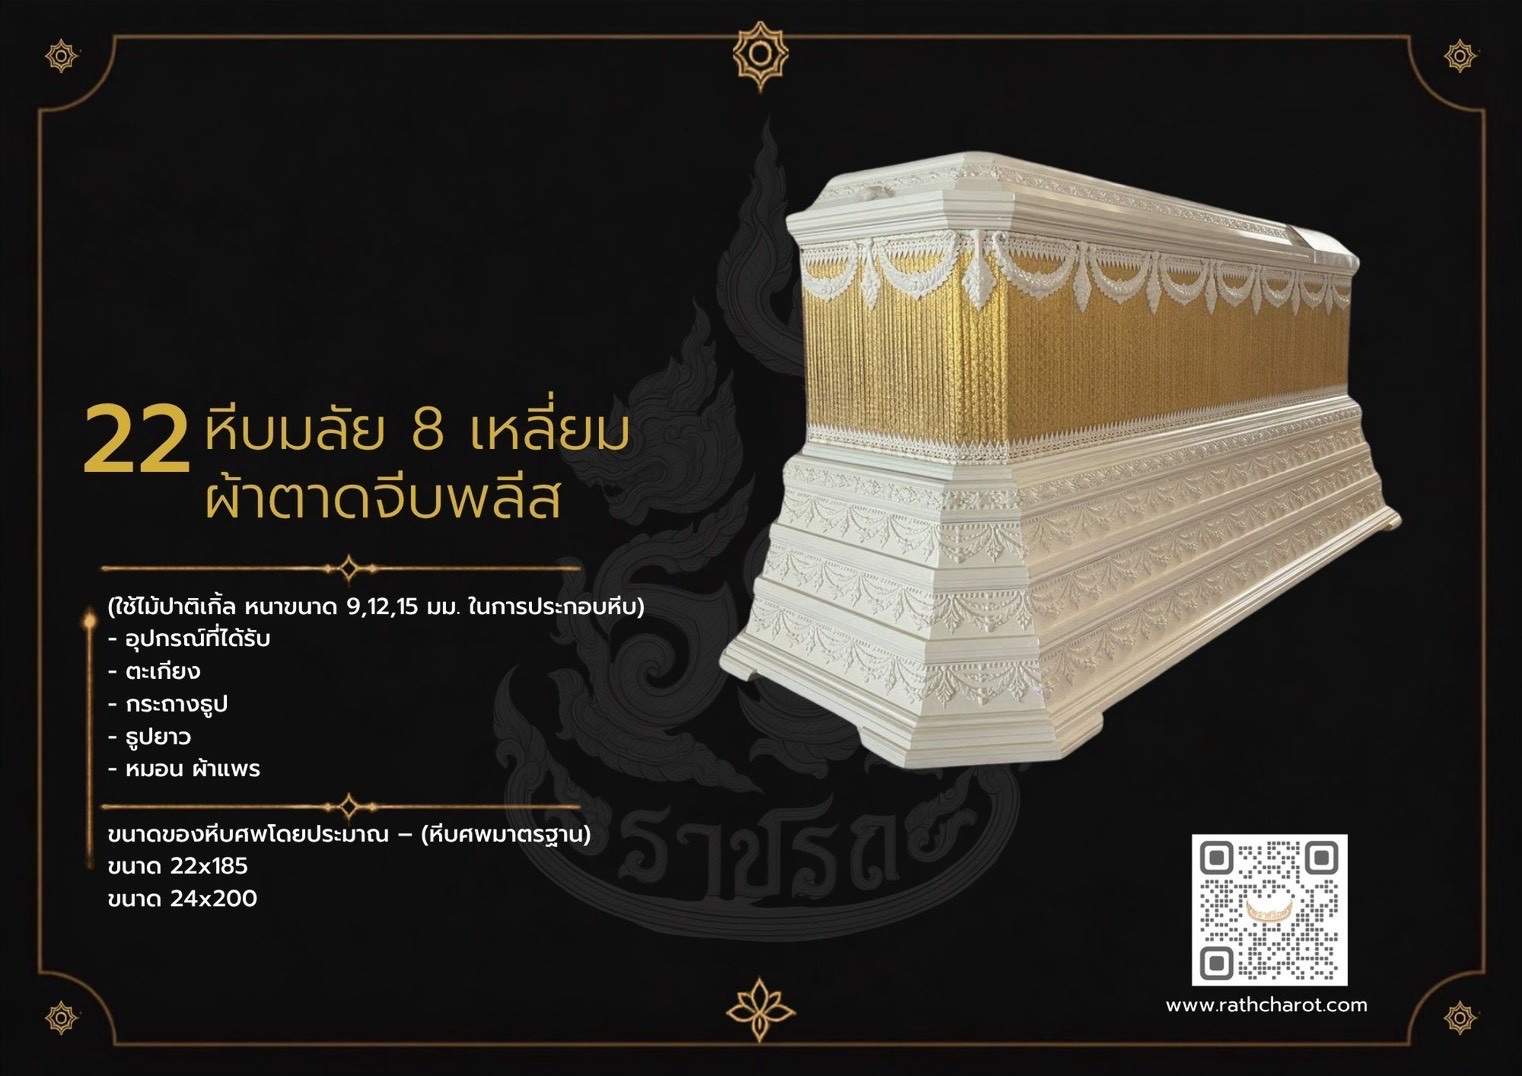 22 หีบมลัย 8 เหลี่ยม
ผ้าตาดจีบพลีส
(ใช้ไม้ปาติเกิ้ล หนาขนาด 9,12,15 มม. ในการประกอบหีบ)
- อุปกรณ์ที่ได้รับ
- ตะเกียง
- กระถางธูป
- ธูปยาว
- หมอน ผ้าแพร
ขนาดของหีบศพโดยประมาณ – (หีบศพมาตรฐาน)
ขนาด 22x185
ขนาด 24x200
www.rathcharot.com